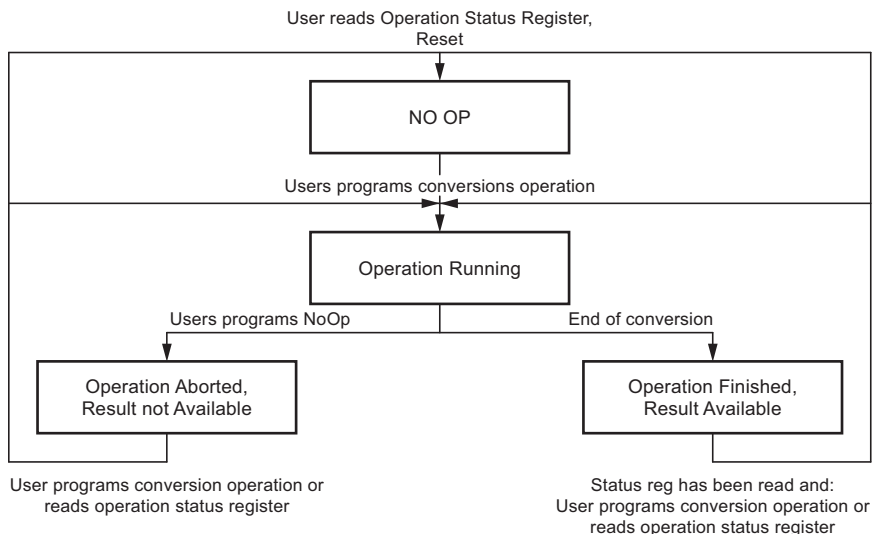 User reads Operation Status Register,
Reset
NO OP
Users programs conversions operation
Operation Running
Users programs NoOp
End of conversion
Operation Aborted,
Result not Available
Operation Finished,
Result Available
User programs conversion operation or
reads operation status register
Status reg has been read and:
User programs conversion operation or
reads operation status register